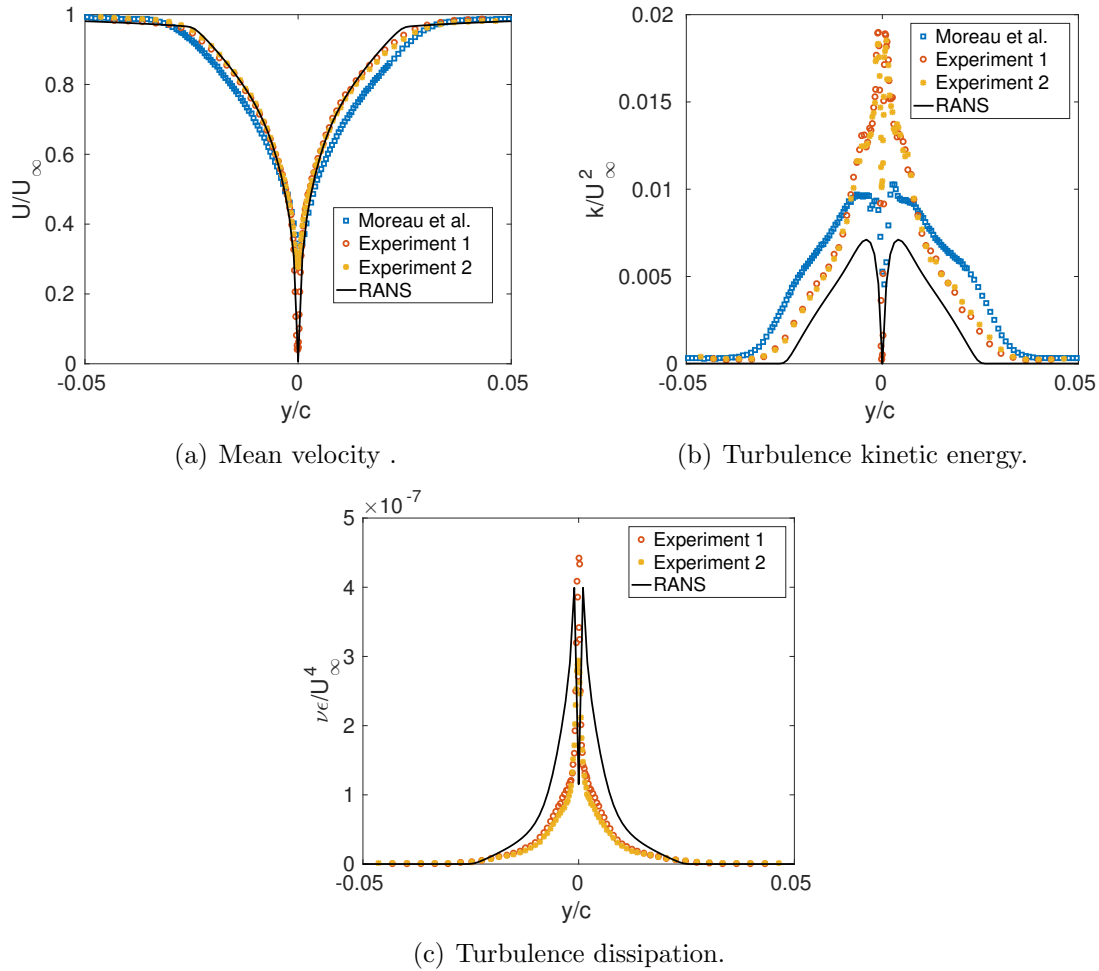 1
0.8
0.6
0.4
0.2
0
U/U∞
-0.05 0 0.05
y/c
Moreau et al.
Experiment 1
Experiment 2
RANS
(a) Mean velocity .
0.02
0.015
0.01
0.005
0
k/U²∞
-0.05 0 0.05
y/c
Moreau et al.
Experiment 1
Experiment 2
RANS
(b) Turbulence kinetic energy.
×10⁻⁷
5
4
3
2
1
0
νϵ/U⁴∞
-0.05 0 0.05
y/c
Experiment 1
Experiment 2
RANS
(c) Turbulence dissipation.